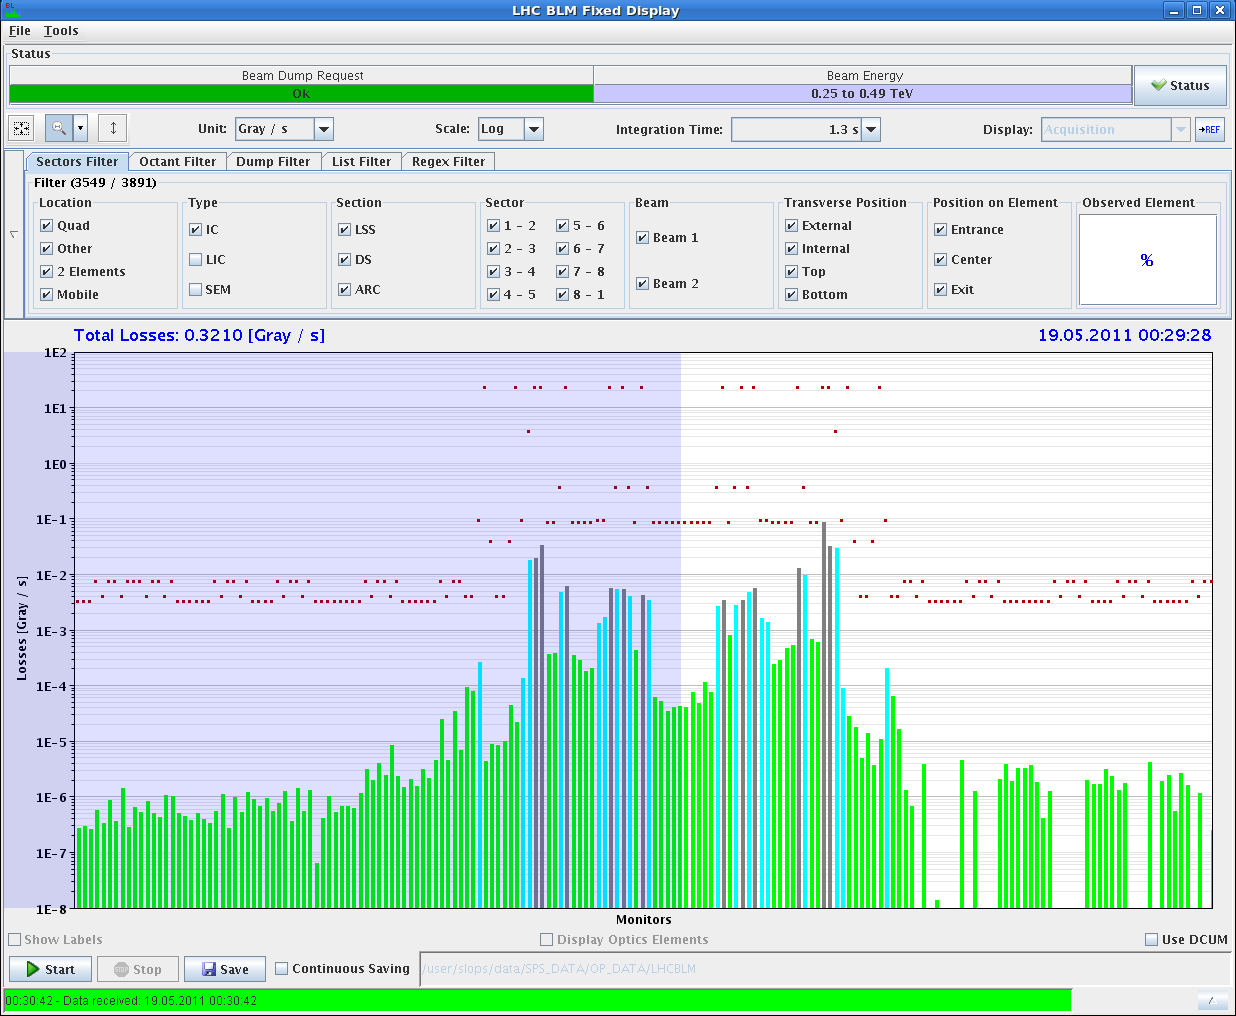 BL
LHC BLM Fixed Display
File Tools
Status
Beam Dump Request Beam Energy
Ok 0.25 to 0.49 TeV Status
Unit: Gray / s Scale: Log Integration Time: 1.3 s Display: Acquisition REF
Sectors Filter Octant Filter Dump Filter List Filter Regex Filter
Filter (3549 / 3891)
Location Type Section Sector Beam Transverse Position Position on Element Observed Element
Quad IC LSS 1 - 2 5 - 6 Beam 1 External Entrance %
Other LIC DS 2 - 3 6 - 7 Internal Center
2 Elements SEM ARC 3 - 4 7 - 8 Beam 2 Top Exit
Mobile 4 - 5 8 - 1 Bottom
Total Losses: 0.3210 [Gray / s] 19.05.2011 00:29:28
1E2
1E1
1E0
1E-1
1E-2
1E-3
1E-4
1E-5
1E-6
1E-7
1E-8
Losses [Gray / s]
Monitors
Show Labels Display Optics Elements Use DCUM
Start STOP Stop Save Continuous Saving /user/slops/data/SPS_DATA/OP_DATA/LHCBLM
00:30:42 - Data received: 19.05.2011 00:30:42